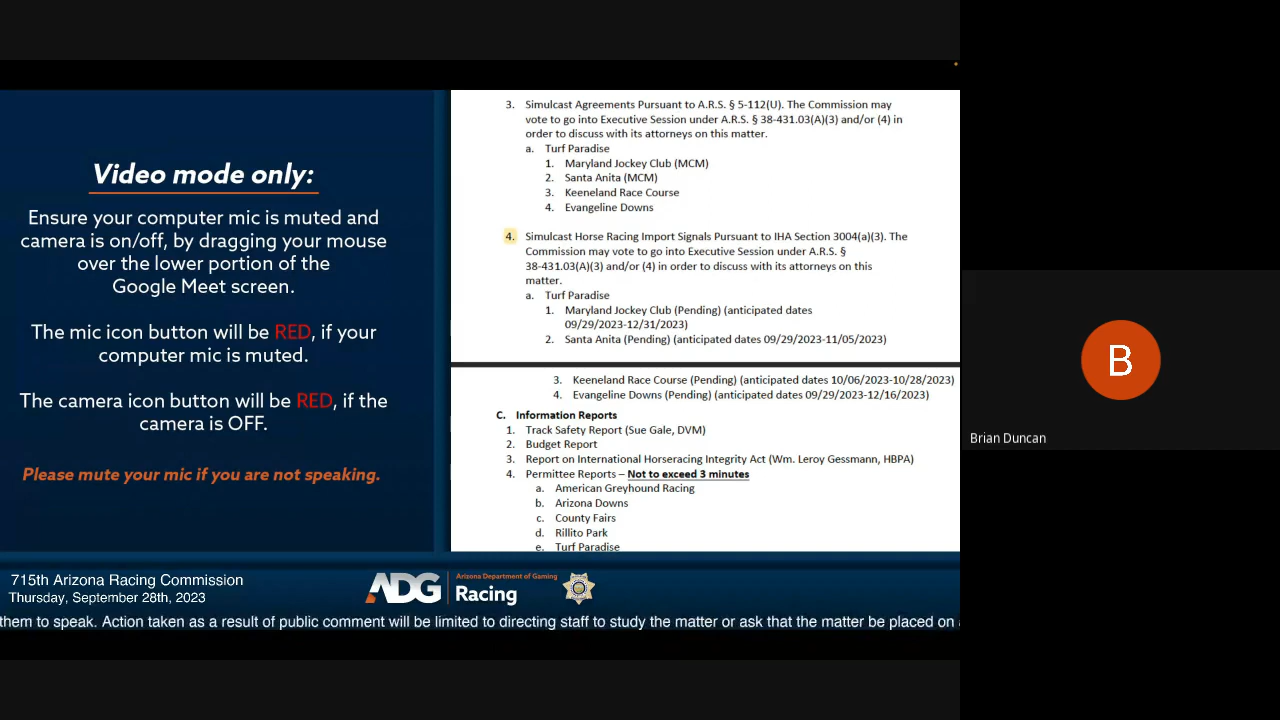 Video mode only:
Ensure your computer mic is muted and
camera is on/off, by dragging your mouse
over the lower portion of the
Google Meet screen.
The mic icon button will be RED, if your
computer mic is muted.
The camera icon button will be RED, if the
camera is OFF.
Please mute your mic if you are not speaking.
3. Simulcast Agreements Pursuant to A.R.S. § 5-112(U). The Commission may
vote to go into Executive Session under A.R.S. § 38-431.03(A)(3) and/or (4) in
order to discuss with its attorneys on this matter.
a. Turf Paradise
1. Maryland Jockey Club (MCM)
2. Santa Anita (MCM)
3. Keeneland Race Course
4. Evangeline Downs
4. Simulcast Horse Racing Import Signals Pursuant to IHA Section 3004(a)(3). The
Commission may vote to go into Executive Session under A.R.S. §
38-431.03(A)(3) and/or (4) in order to discuss with its attorneys on this
matter.
a. Turf Paradise
1. Maryland Jockey Club (Pending) (anticipated dates
09/29/2023-12/31/2023)
2. Santa Anita (Pending) (anticipated dates 09/29/2023-11/05/2023)
3. Keeneland Race Course (Pending) (anticipated dates 10/06/2023-10/28/2023)
4. Evangeline Downs (Pending) (anticipated dates 09/29/2023-12/16/2023)
C. Information Reports
1. Track Safety Report (Sue Gale, DVM)
2. Budget Report
3. Report on International Horseracing Integrity Act (Wm. Leroy Gessmann, HBPA)
4. Permittee Reports – Not to exceed 3 minutes
a. American Greyhound Racing
b. Arizona Downs
c. County Fairs
d. Rillito Park
e. Turf Paradise
B
Brian Duncan
715th Arizona Racing Commission
Thursday, September 28th, 2023
ADG
Arizona Department of Gaming
Racing
them to speak. Action taken as a result of public comment will be limited to directing staff to study the matter or ask that the matter be placed on